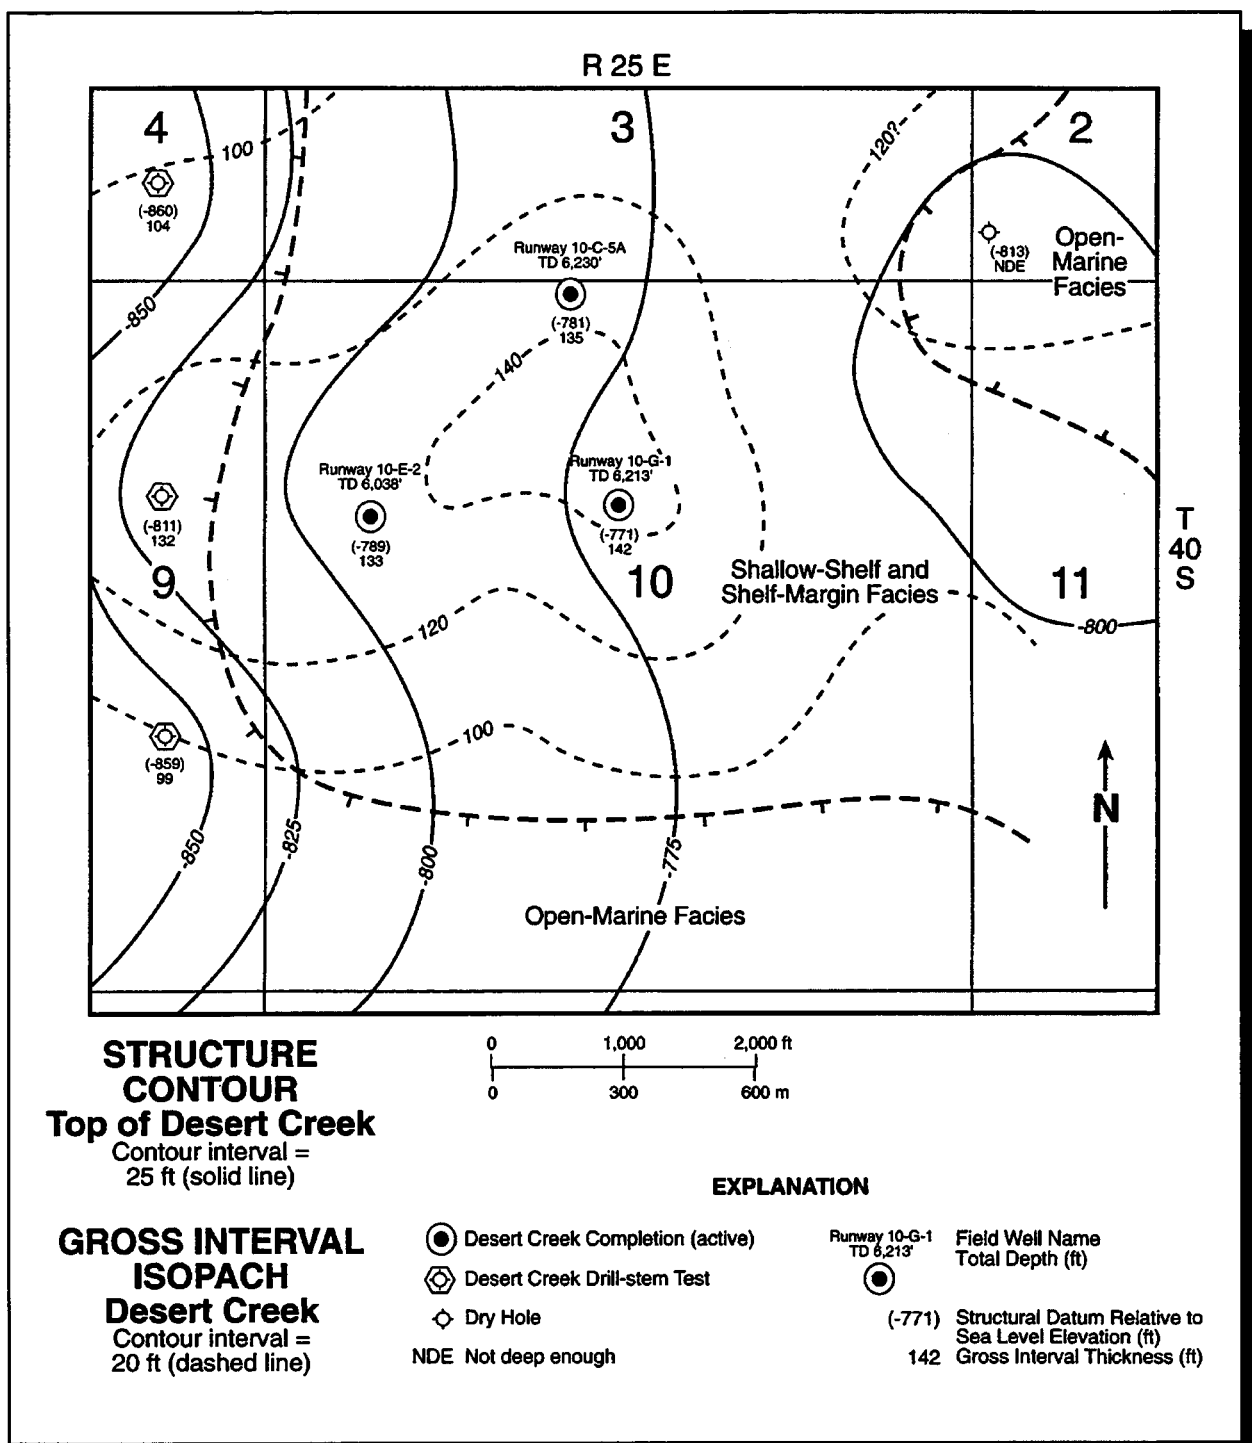 R 25 E
4
3
2
100
120?
(-860)
104
Runway 10-C-5A
TD 6,230'
(-813)
NDE
Open-
Marine
Facies
-850
(-781)
135
140
Runway 10-E-2
TD 6,038'
Runway 10-G-1
TD 6,213'
(-811)
132
(-789)
133
(-771)
142
T
40
S
9
10
Shallow-Shelf and
Shelf-Margin Facies
11
120
-800
100
(-859)
99
N
-850
-825
-800
-775
Open-Marine Facies
STRUCTURE
CONTOUR
Top of Desert Creek
Contour interval =
25 ft (solid line)
0 1,000 2,000 ft
0 300 600 m
EXPLANATION
GROSS INTERVAL
ISOPACH
Desert Creek
Contour interval =
20 ft (dashed line)
Desert Creek Completion (active)
Desert Creek Drill-stem Test
Dry Hole
NDE Not deep enough
Runway 10-G-1
TD 6,213'
Field Well Name
Total Depth (ft)
(-771) Structural Datum Relative to
Sea Level Elevation (ft)
142 Gross Interval Thickness (ft)